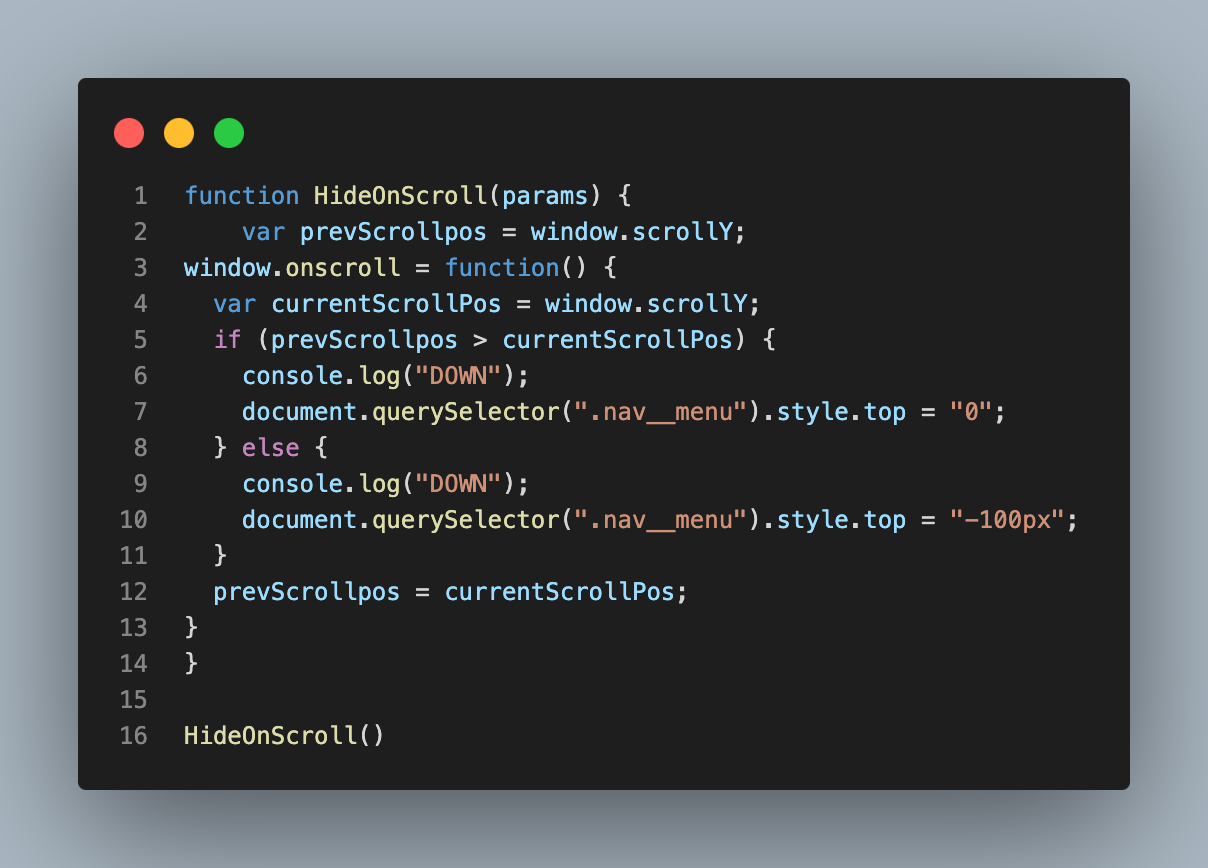 1 function HideOnScroll(params) {
2     var prevScrollpos = window.scrollY;
3 window.onscroll = function() {
4   var currentScrollPos = window.scrollY;
5   if (prevScrollpos > currentScrollPos) {
6     console.log("DOWN");
7     document.querySelector(".nav__menu").style.top = "0";
8   } else {
9     console.log("DOWN");
10     document.querySelector(".nav__menu").style.top = "-100px";
11   }
12   prevScrollpos = currentScrollPos;
13 }
14 }
15
16 HideOnScroll()